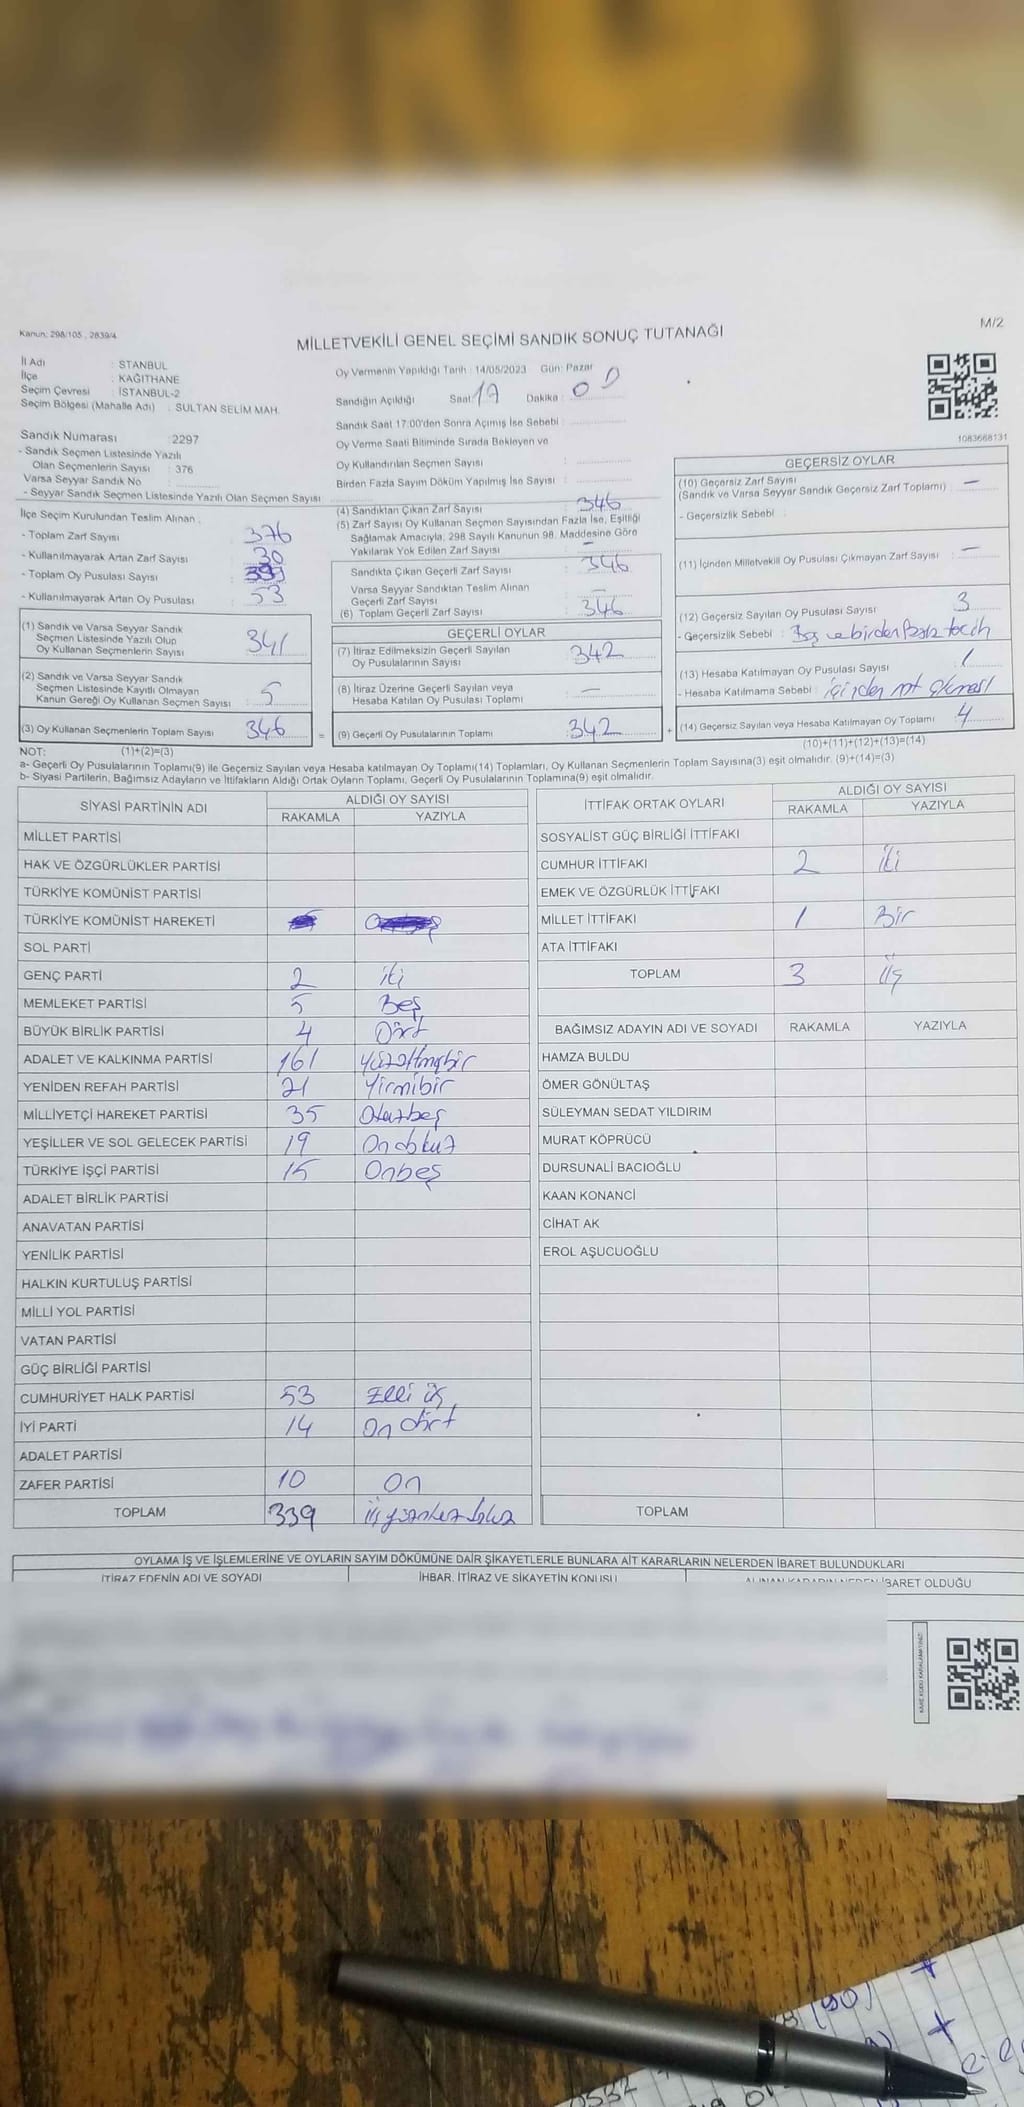 Kanun: 298/105 , 2839/4
M/2
MİLLETVEKİLİ GENEL SEÇİMİ SANDIK SONUÇ TUTANAĞI
İl Adı : STANBUL
İlçe : KAĞITHANE
Seçim Çevresi : İSTANBUL-2
Seçim Bölgesi (Mahalle Adı) : SULTAN SELİM MAH.
Sandık Numarası :2297
- Sandık Seçmen Listesinde Yazılı
Olan Seçmenlerin Sayısı : 376
Varsa Seyyar Sandık No :
- Seyyar Sandık Seçmen Listesinde Yazılı Olan Seçmen Sayısı :
Oy Vermenin Yapıldığı Tarih : 14/05/2023 Gün: Pazar
Sandığın Açıldığı Saat: 17 Dakika : 00
Sandık Saat 17:00'den Sonra Açımış İse Sebebi :
Oy Verme Saati Bitiminde Sırada Bekleyen ve
Oy Kullandırılan Seçmen Sayısı :
Birden Fazla Sayım Döküm Yapılmış İse Sayısı :
1083668131
İlçe Seçim Kurulundan Teslim Alınan :
- Toplam Zarf Sayısı : 376
- Kullanılmayarak Artan Zarf Sayısı : 30
- Toplam Oy Pusulası Sayısı :
- Kullanılmayarak Artan Oy Pusulası : 53
(1) Sandık ve Varsa Seyyar Sandık
Seçmen Listesinde Yazılı Olup
Oy Kullanan Seçmenlerin Sayısı : 341
(2) Sandık ve Varsa Seyyar Sandık
Seçmen Listesinde Kayıtlı Olmayan
Kanun Gereği Oy Kullanan Seçmen Sayısı : 5
(3) Oy Kullanan Seçmenlerin Toplam Sayısı : 346 =
(4) Sandıktan Çıkan Zarf Sayısı : 346
(5) Zarf Sayısı Oy Kullanan Seçmen Sayısından Fazla İse, Eşitliği
Sağlamak Amacıyla; 298 Sayılı Kanunun 98. Maddesine Göre
Yakılarak Yok Edilen Zarf Sayısı : -
Sandıkta Çıkan Geçerli Zarf Sayısı : 346
Varsa Seyyar Sandıktan Teslim Alınan
Geçerli Zarf Sayısı : -
(6) Toplam Geçerli Zarf Sayısı : 346
GEÇERLİ OYLAR
(7) İtiraz Edilmeksizin Geçerli Sayılan
Oy Pusulalarının Sayısı : 342
(8) İtiraz Üzerine Geçerli Sayılan veya
Hesaba Katılan Oy Pusulası Toplamı : -
(9) Geçerli Oy Pusulalarının Toplamı : 342 +
GEÇERSİZ OYLAR
(10) Geçersiz Zarf Sayısı
(Sandık ve Varsa Seyyar Sandık Geçersiz Zarf Toplamı) : -
- Geçersizlik Sebebi :
(11) İçinden Milletvekili Oy Pusulası Çıkmayan Zarf Sayısı : -
(12) Geçersiz Sayılan Oy Pusulası Sayısı : 3
- Geçersizlik Sebebi : Boş ve birden fazla tercih
(13) Hesaba Katılmayan Oy Pusulası Sayısı : 1
- Hesaba Katılmama Sebebi : içinden not çıkması
(14) Geçersiz Sayılan veya Hesaba Katılmayan Oy Toplamı : 4
NOT: (1)+(2)=(3)
(10)+(11)+(12)+(13)=(14)
a- Geçerli Oy Pusulalarının Toplamı(9) ile Geçersiz Sayılan veya Hesaba katılmayan Oy Toplamı(14) Toplamları, Oy Kullanan Seçmenlerin Toplam Sayısına(3) eşit olmalıdır. (9)+(14)=(3)
b- Siyasi Partilerin, Bağımsız Adayların ve İttifakların Aldığı Ortak Oyların Toplamı, Geçerli Oy Pusulalarının Toplamına(9) eşit olmalıdır.
SİYASİ PARTİNİN ADI ALDIĞI OY SAYISI
RAKAMLA YAZIYLA
MİLLET PARTİSİ
HAK VE ÖZGÜRLÜKLER PARTİSİ
TÜRKİYE KOMÜNİST PARTİSİ
TÜRKİYE KOMÜNİST HAREKETİ
SOL PARTİ
GENÇ PARTİ 2 iki
MEMLEKET PARTİSİ 5 Beş
BÜYÜK BİRLİK PARTİSİ 4 Dört
ADALET VE KALKINMA PARTİSİ 161 Yüzaltmışbir
YENİDEN REFAH PARTİSİ 21 Yirmibir
MİLLİYETÇİ HAREKET PARTİSİ 35 Otuzbeş
YEŞİLLER VE SOL GELECEK PARTİSİ 19 Ondokuz
TÜRKİYE İŞÇİ PARTİSİ 15 Onbeş
ADALET BİRLİK PARTİSİ
ANAVATAN PARTİSİ
YENİLİK PARTİSİ
HALKIN KURTULUŞ PARTİSİ
MİLLİ YOL PARTİSİ
VATAN PARTİSİ
GÜÇ BİRLİĞİ PARTİSİ
CUMHURİYET HALK PARTİSİ 53 Elli üç
İYİ PARTİ 14 On dört
ADALET PARTİSİ
ZAFER PARTİSİ 10 On
TOPLAM 339 üçyüzotuzdokuz
İTTİFAK ORTAK OYLARI ALDIĞI OY SAYISI
RAKAMLA YAZIYLA
SOSYALİST GÜÇ BİRLİĞİ İTTİFAKI
CUMHUR İTTİFAKI 2 iki
EMEK VE ÖZGÜRLÜK İTTİFAKI
MİLLET İTTİFAKI 1 Bir
ATA İTTİFAKI
TOPLAM 3 üç
BAĞIMSIZ ADAYIN ADI VE SOYADI RAKAMLA YAZIYLA
HAMZA BULDU
ÖMER GÖNÜLTAŞ
SÜLEYMAN SEDAT YILDIRIM
MURAT KÖPRÜCÜ
DURSUNALİ BACIOĞLU
KAAN KONANCİ
CİHAT AK
EROL AŞUCUOĞLU
TOPLAM
OYLAMA İŞ VE İŞLEMLERİNE VE OYLARIN SAYIM DÖKÜMÜNE DAİR ŞİKAYETLERLE BUNLARA AİT KARARLARIN NELERDEN İBARET BULUNDUKLARI
İTİRAZ EDENİN ADI VE SOYADI İHBAR, İTİRAZ VE ŞİKAYETİN KONUSU ALINAN KARARIN NEDEN İBARET OLDUĞU